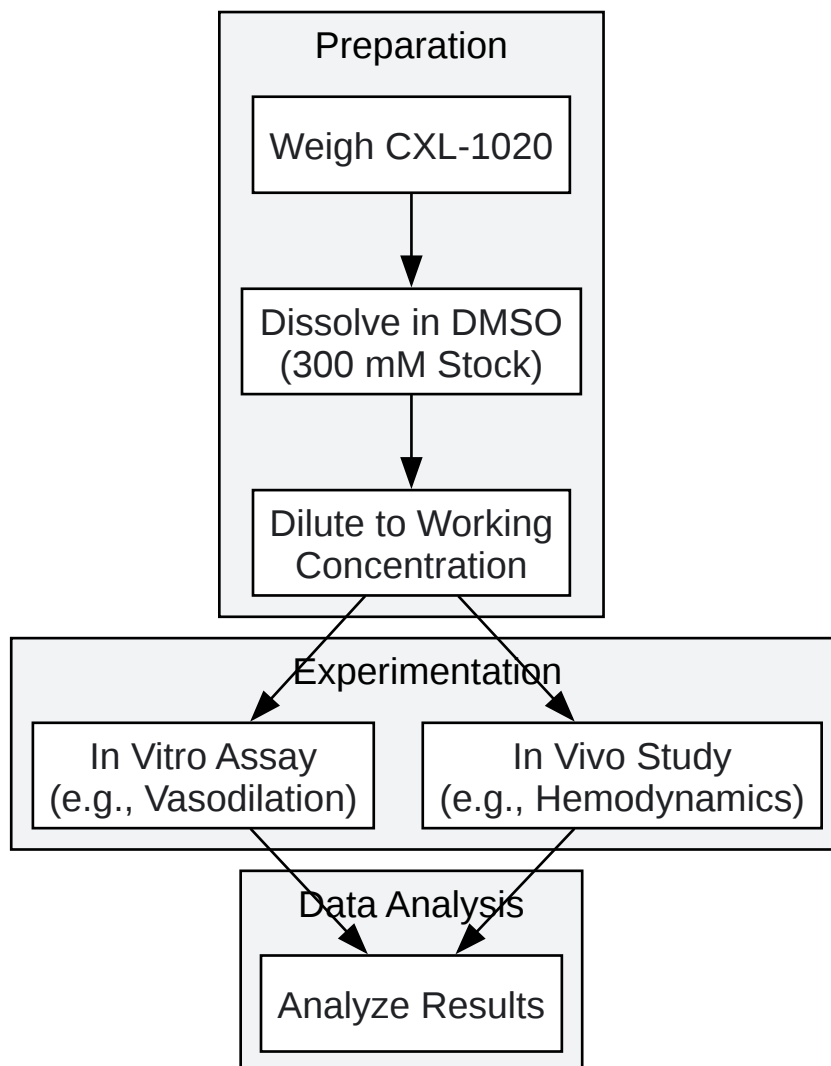 Preparation
Weigh CXL-1020
Dissolve in DMSO
(300 mM Stock)
Dilute to Working
Concentration
Experimentation
In Vitro Assay
(e.g., Vasodilation)
In Vivo Study
(e.g., Hemodynamics)
Data Analysis
Analyze Results